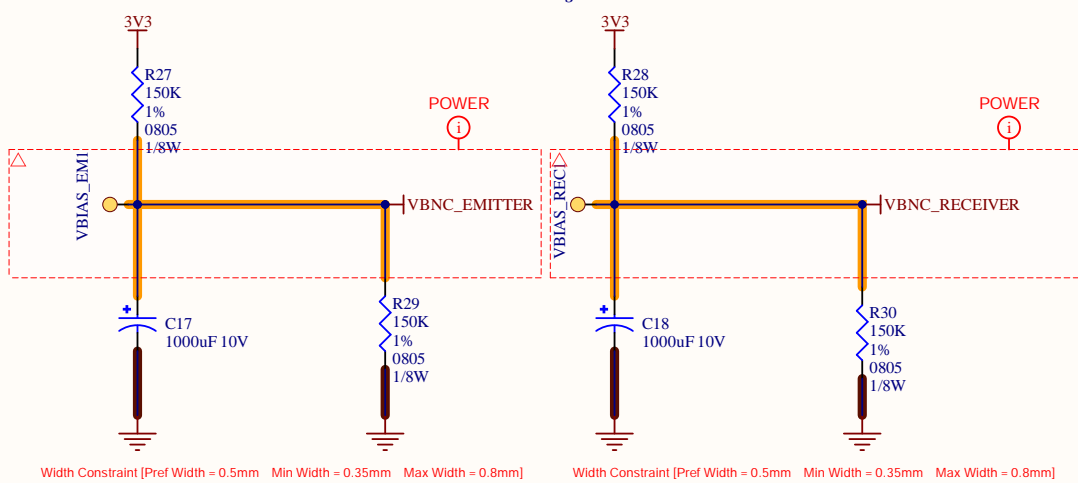 3V3
R27
150K
1%
0805
1/8W
POWER
i
VBIAS_EMI
VBNC_EMITTER
R29
150K
1%
0805
1/8W
+
C17
1000uF 10V
Width Constraint [Pref Width = 0.5mm Min Width = 0.35mm Max Width = 0.8mm]
3V3
R28
150K
1%
0805
1/8W
POWER
i
VBIAS_REC1
VBNC_RECEIVER
R30
150K
1%
0805
1/8W
+
C18
1000uF 10V
Width Constraint [Pref Width = 0.5mm Min Width = 0.35mm Max Width = 0.8mm]